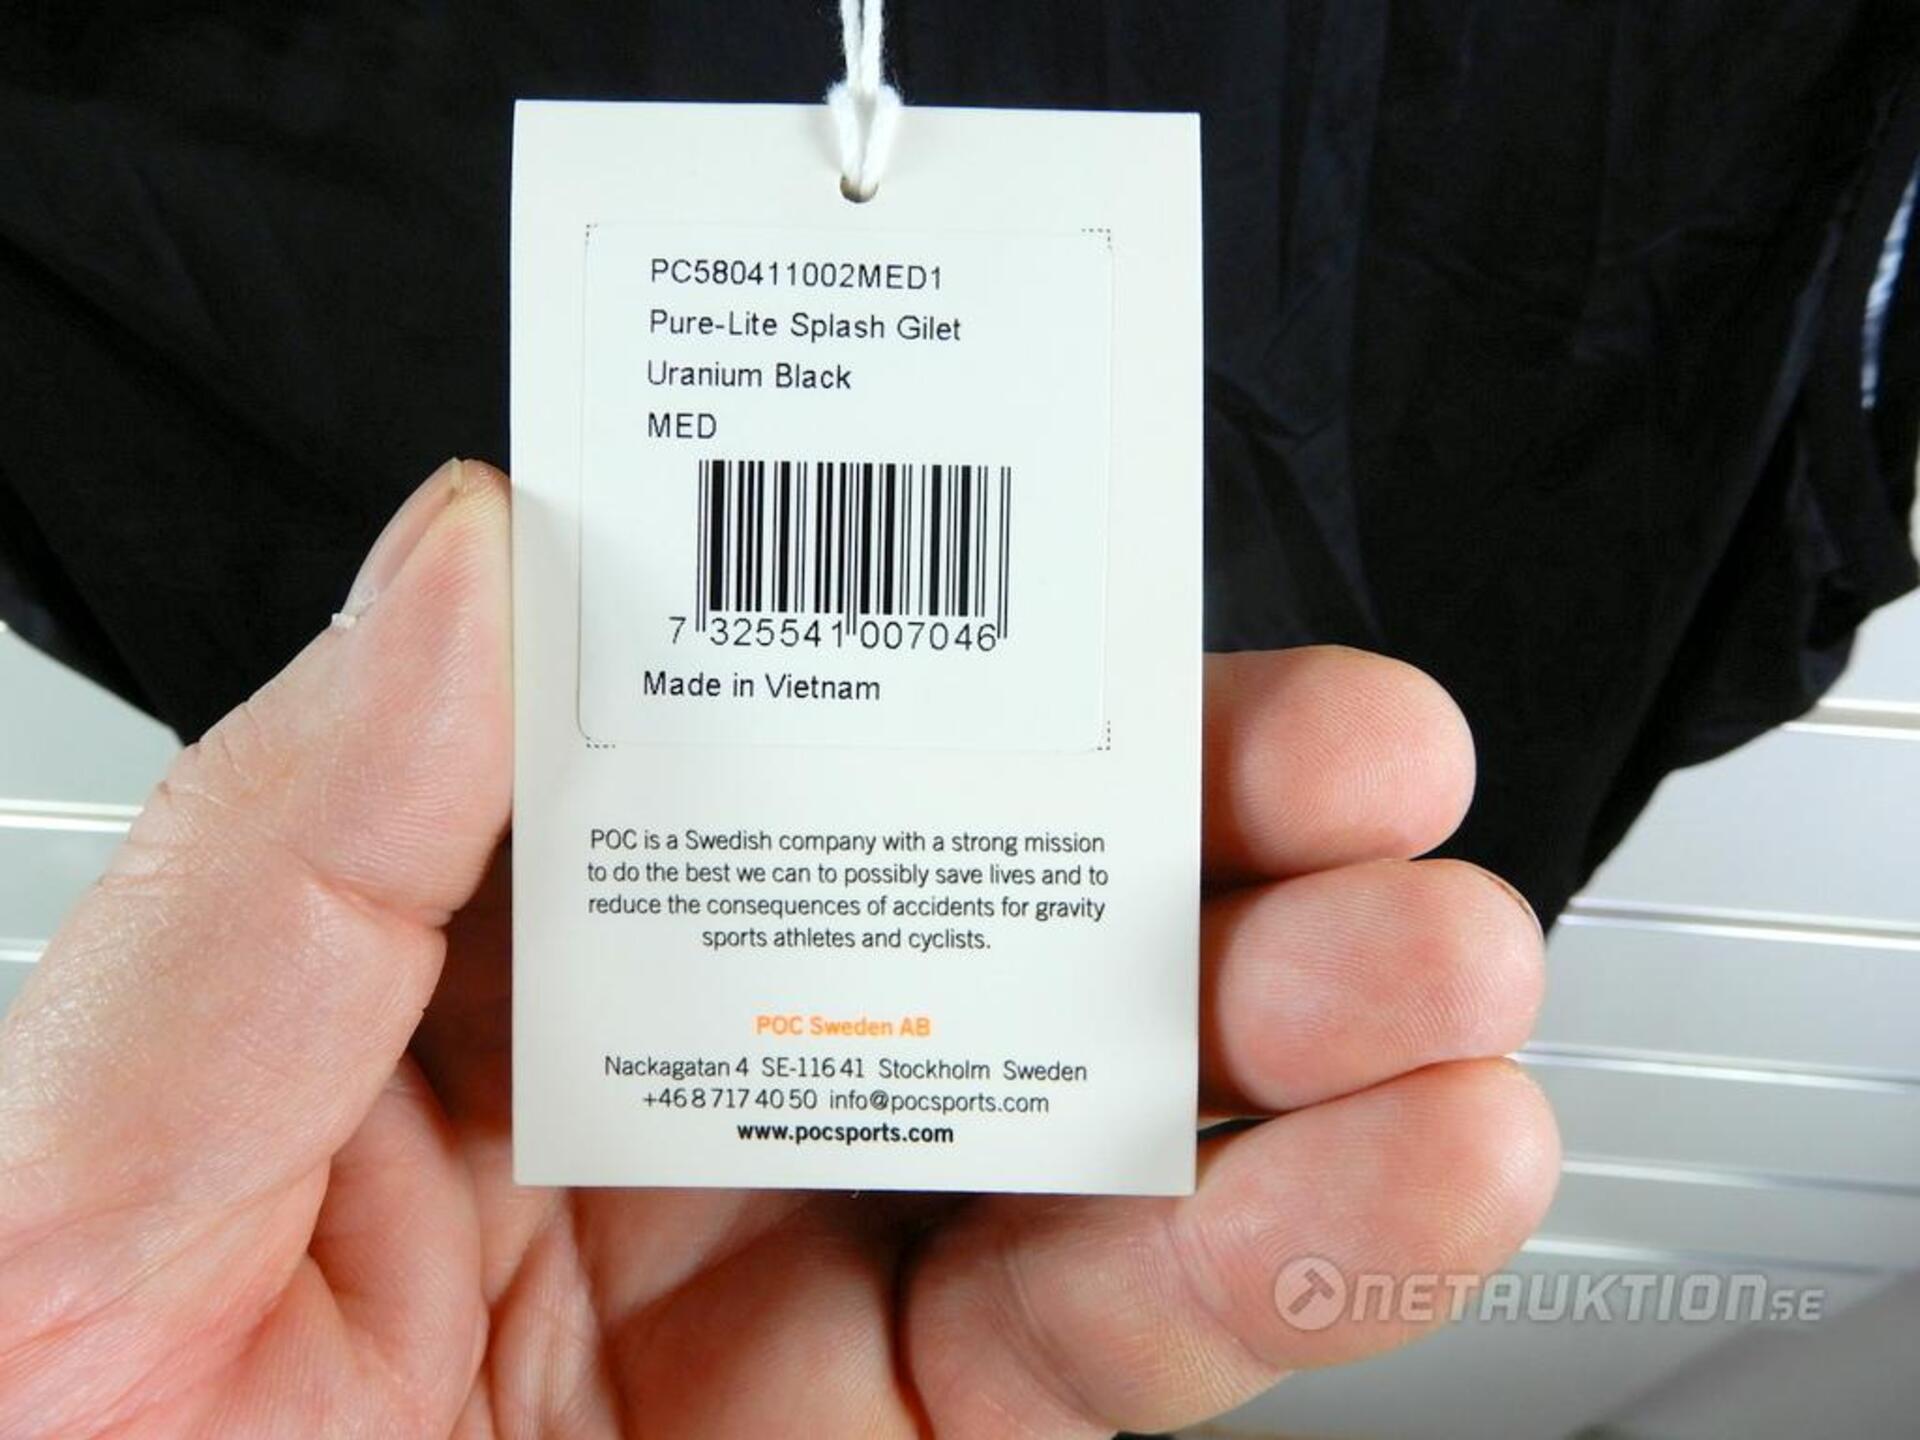 PC580411002MED1
Pure-Lite Splash Gilet
Uranium Black
MED
7 325541 007046
Made in Vietnam
POC is a Swedish company with a strong mission
to do the best we can to possibly save lives and to
reduce the consequences of accidents for gravity
sports athletes and cyclists.
POC Sweden AB
Nackagatan 4 SE-116 41 Stockholm Sweden
+46 8 717 40 50 info@pocsports.com
www.pocsports.com
NETAUKTION.SE